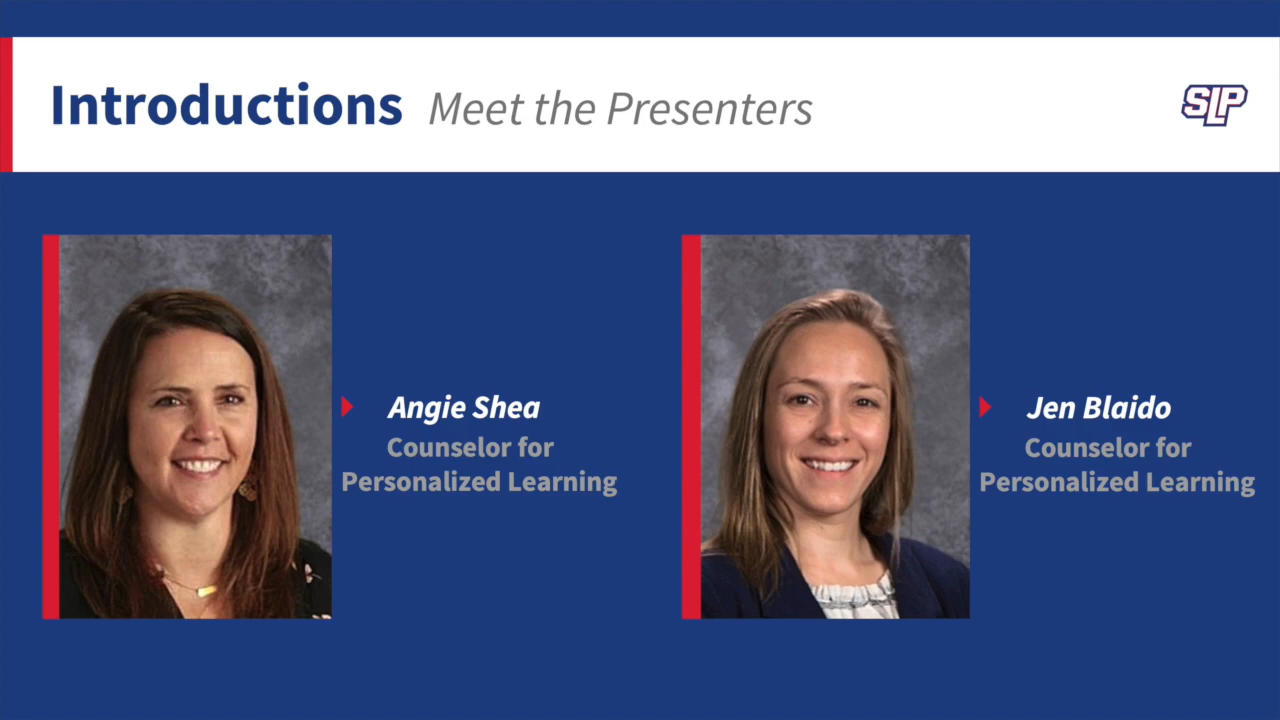 Introductions Meet the Presenters
SLP
Angie Shea
Counselor for
Personalized Learning
Jen Blaido
Counselor for
Personalized Learning